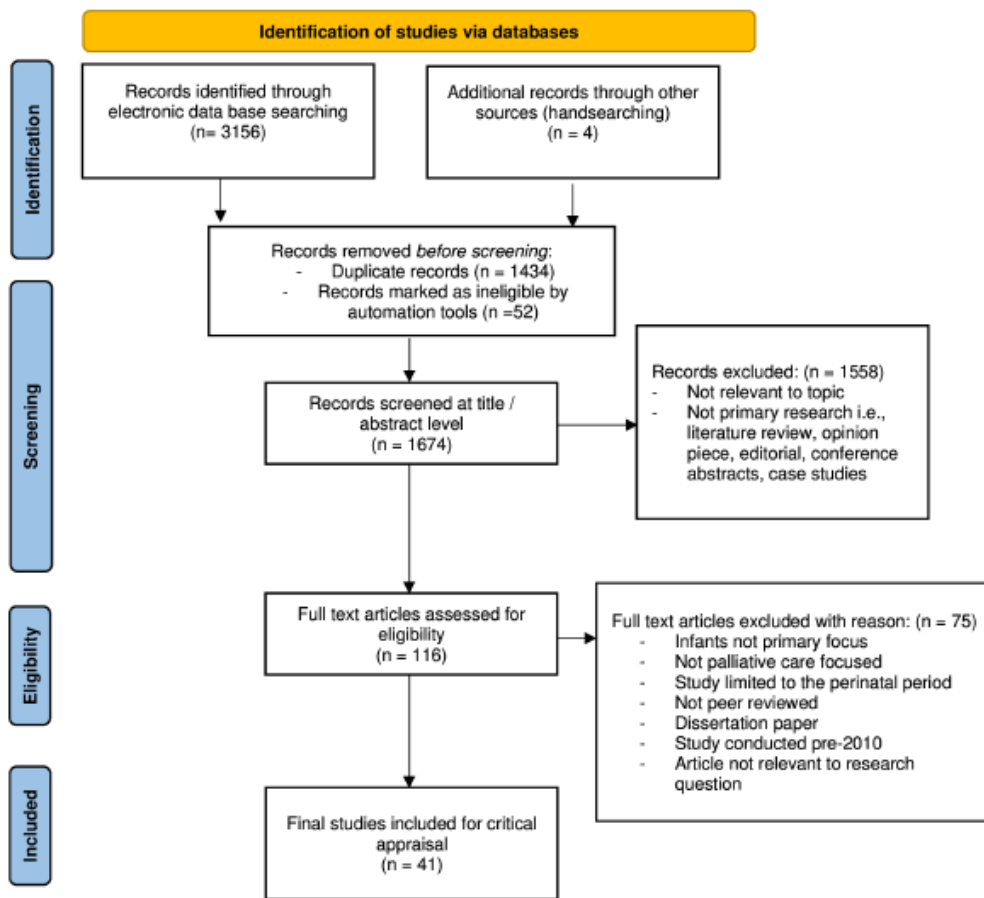 Identification of studies via databases
Identification
Records identified through
electronic data base searching
(n= 3156)
Additional records through other
sources (handsearching)
(n = 4)
Records removed before screening:
- Duplicate records (n = 1434)
- Records marked as ineligible by
automation tools (n =52)
Screening
Records screened at title /
abstract level
(n = 1674)
Records excluded: (n = 1558)
- Not relevant to topic
- Not primary research i.e.,
literature review, opinion
piece, editorial, conference
abstracts, case studies
Eligibility
Full text articles assessed for
eligibility
(n = 116)
Full text articles excluded with reason: (n = 75)
- Infants not primary focus
- Not palliative care focused
- Study limited to the perinatal period
- Not peer reviewed
- Dissertation paper
- Study conducted pre-2010
- Article not relevant to research
question
Included
Final studies included for critical
appraisal
(n = 41)